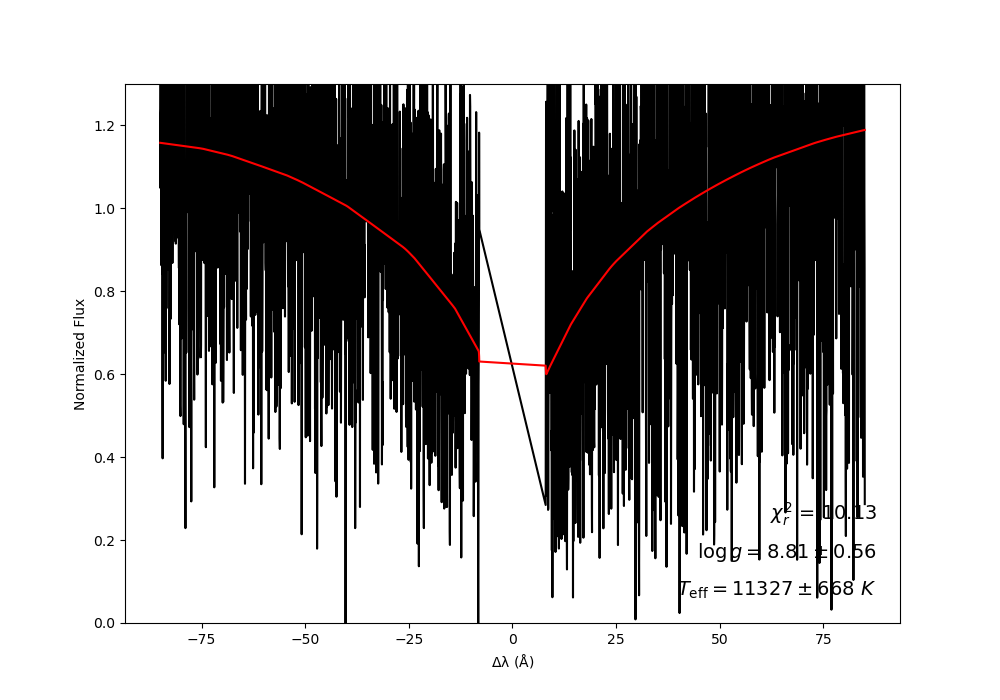 1.2
1.0
0.8
0.6
0.4
0.2
0.0
Normalized Flux
χ²ᵣ = 10.13
log g = 8.81 ± 0.56
T_eff = 11327 ± 668 K
−75 −50 −25 0 25 50 75
Δλ (Å)